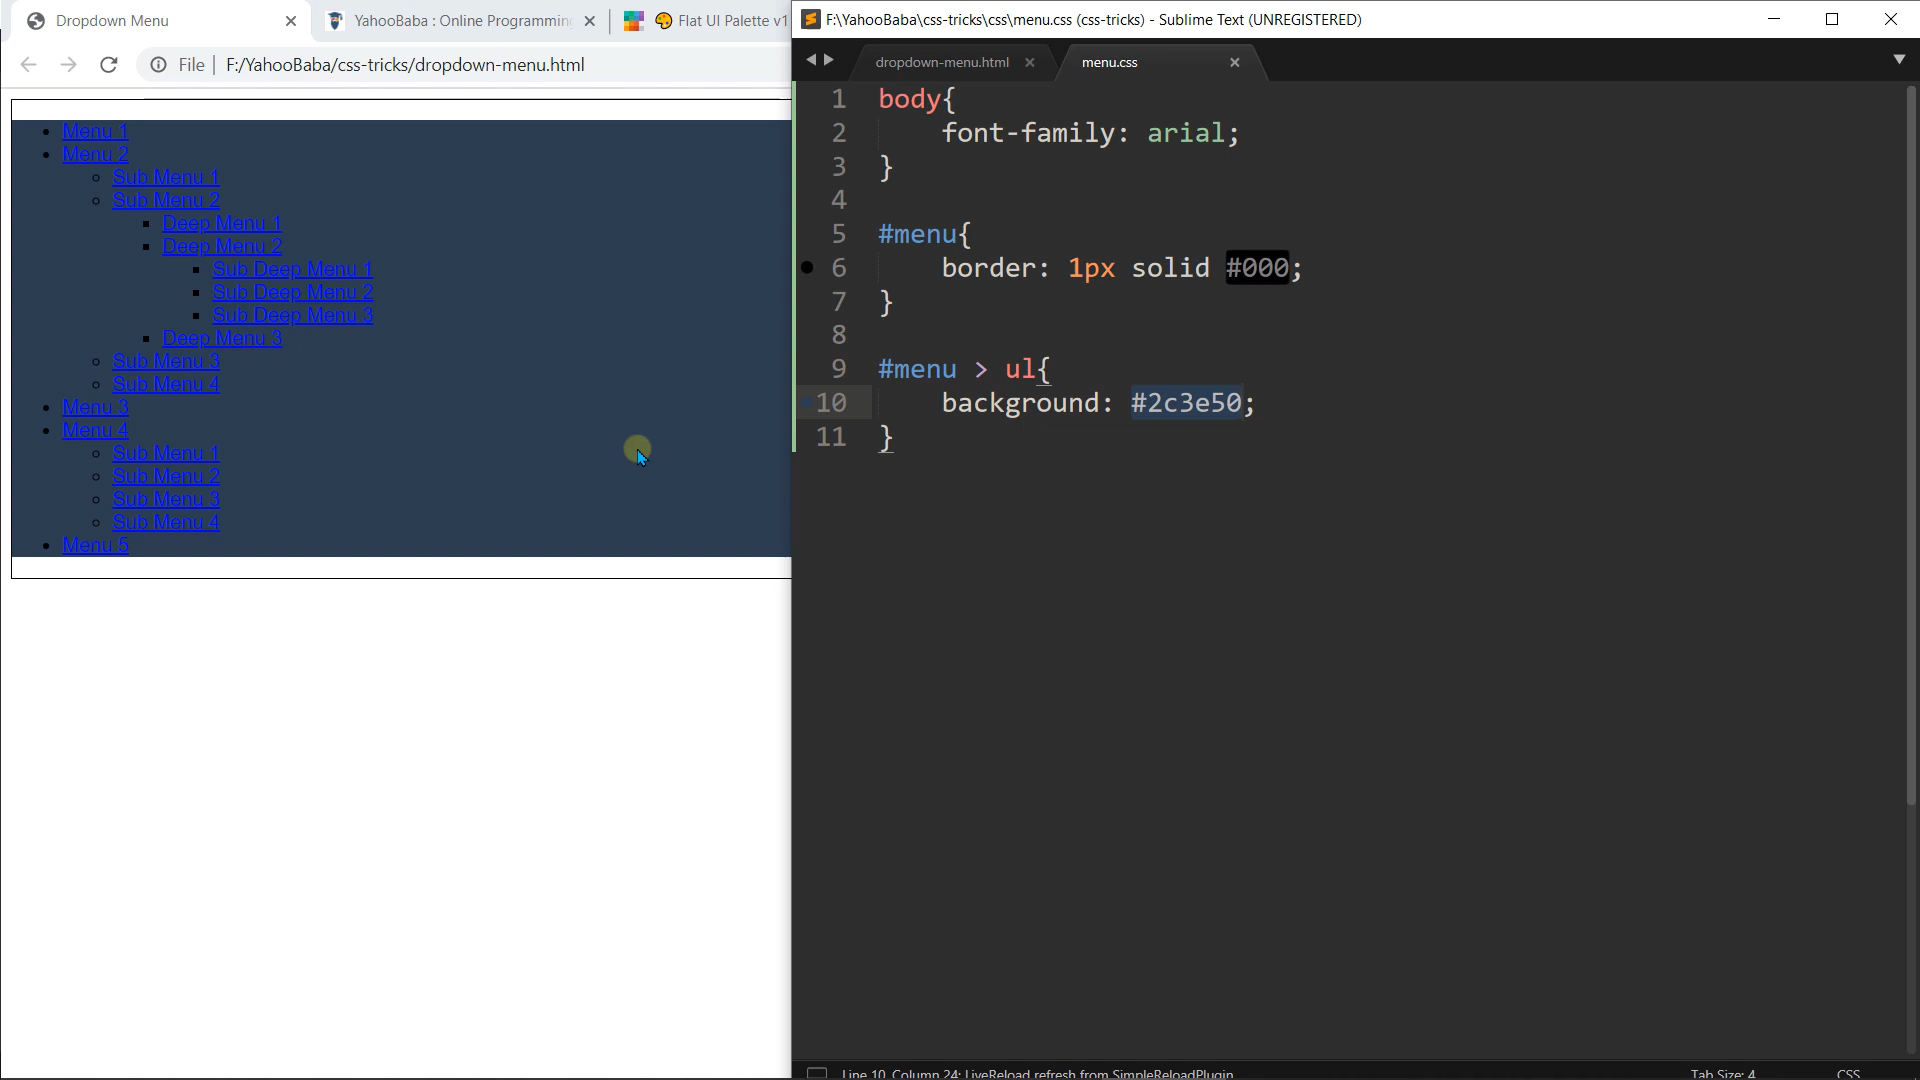 Dropdown Menu
YahooBaba : Online Programming
Flat UI Palette v1
File | F:/YahooBaba/css-tricks/dropdown-menu.html
Menu 1
Menu 2
Sub Menu 1
Sub Menu 2
Deep Menu 1
Deep Menu 2
Sub Deep Menu 1
Sub Deep Menu 2
Sub Deep Menu 3
Deep Menu 3
Sub Menu 3
Sub Menu 4
Menu 3
Menu 4
Sub Menu 1
Sub Menu 2
Sub Menu 3
Sub Menu 4
Menu 5
F:\YahooBaba\css-tricks\css\menu.css (css-tricks) - Sublime Text (UNREGISTERED)
dropdown-menu.html
menu.css
1 body{
2 font-family: arial;
3 }
4
5 #menu{
6 border: 1px solid #000;
7 }
8
9 #menu > ul{
10 background: #2c3e50;
11 }
Line 10, Column 24; LiveReload refresh from SimpleReloadPlugin
Tab Size: 4
CSS